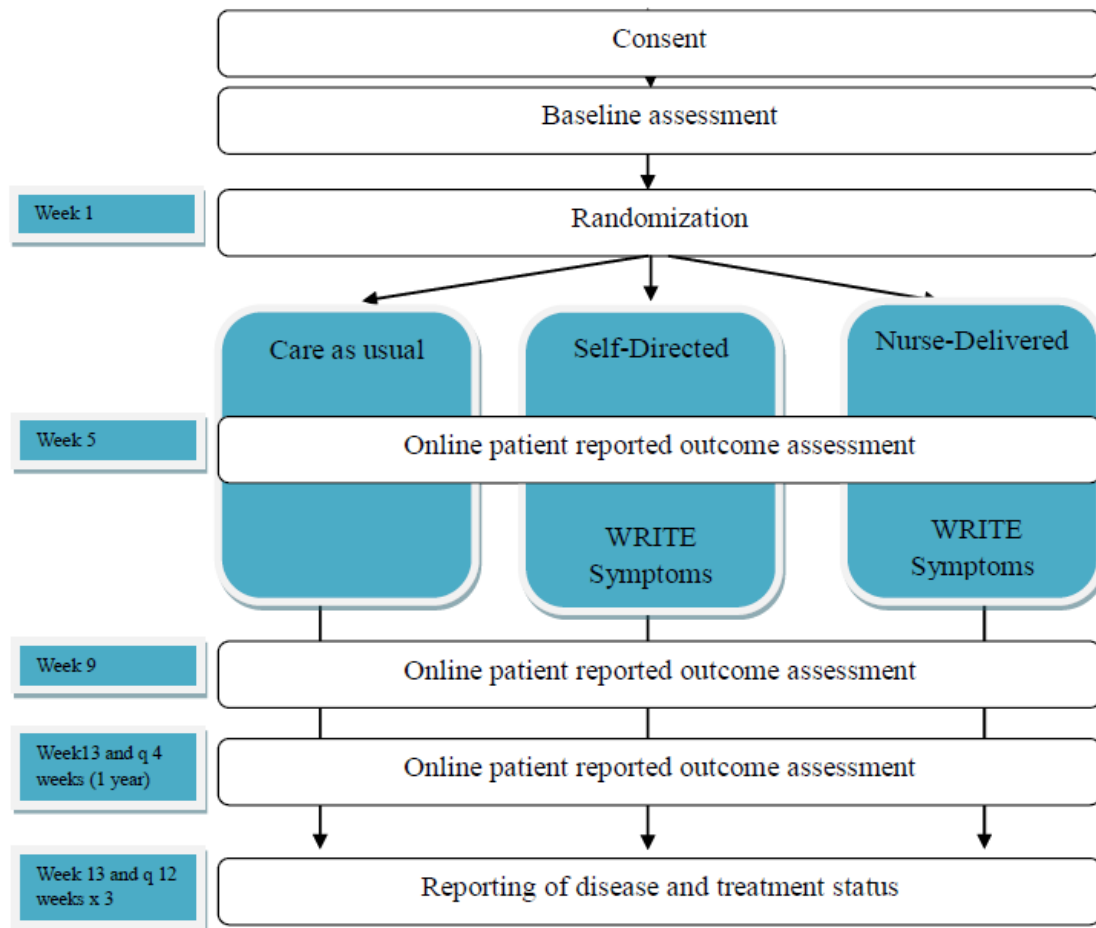 Consent
Baseline assessment
Week 1
Randomization
Care as usual
Self-Directed
Nurse-Delivered
Week 5
Online patient reported outcome assessment
WRITE
Symptoms
WRITE
Symptoms
Week 9
Online patient reported outcome assessment
Week13 and q 4
weeks (1 year)
Online patient reported outcome assessment
Week 13 and q 12
weeks x 3
Reporting of disease and treatment status